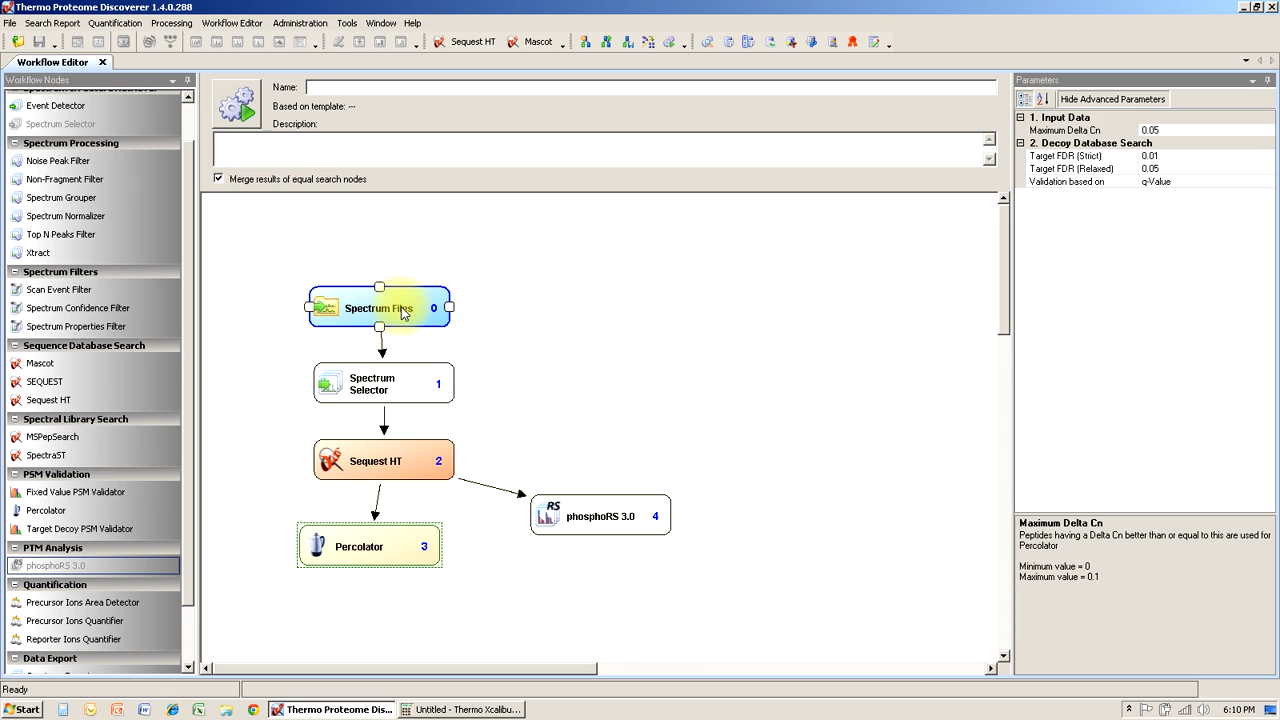 Thermo Proteome Discoverer 1.4.0.288
File Search Report Quantification Processing Workflow Editor Administration Tools Window Help
Sequest HT Mascot
Workflow Editor
Workflow Nodes
Event Detector
Spectrum Selector
Spectrum Processing
Noise Peak Filter
Non-Fragment Filter
Spectrum Grouper
Spectrum Normalizer
Top N Peaks Filter
Xtract
Spectrum Filters
Scan Event Filter
Spectrum Confidence Filter
Spectrum Properties Filter
Sequence Database Search
Mascot
SEQUEST
Sequest HT
Spectral Library Search
MSPepSearch
SpectraST
PSM Validation
Fixed Value PSM Validator
Percolator
Target Decoy PSM Validator
PTM Analysis
phosphoRS 3.0
Quantification
Precursor Ions Area Detector
Precursor Ions Quantifier
Reporter Ions Quantifier
Data Export
Name:
Based on template: ---
Description:
Merge results of equal search nodes
Spectrum Files 0
Spectrum
Selector 1
Sequest HT 2
RS
phosphoRS 3.0 4
Percolator 3
Parameters
Hide Advanced Parameters
1. Input Data
Maximum Delta Cn 0.05
2. Decoy Database Search
Target FDR (Strict) 0.01
Target FDR (Relaxed) 0.05
Validation based on q-Value
Maximum Delta Cn
Peptides having a Delta Cn better than or equal to this are used for
Percolator
Minimum value = 0
Maximum value = 0.1
Ready
Start Thermo Proteome Dis... Untitled - Thermo Xcalibu... 6:10 PM